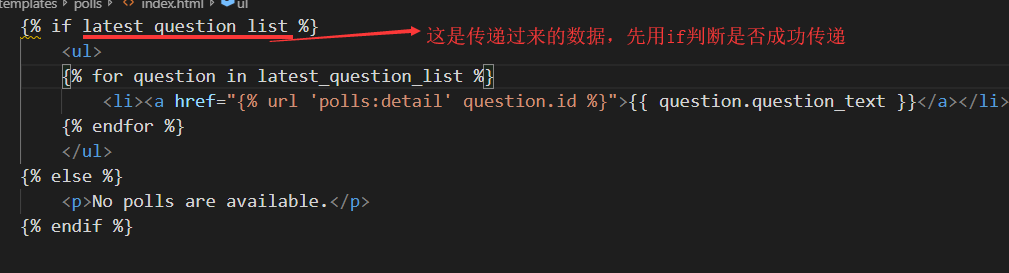 templates > polls > index.html > ul
{% if latest_question_list %}
这是传递过来的数据，先用if判断是否成功传递
<ul>
{% for question in latest_question_list %}
<li><a href="{% url 'polls:detail' question.id %}">{{ question.question_text }}</a></li>
{% endfor %}
</ul>
{% else %}
<p>No polls are available.</p>
{% endif %}